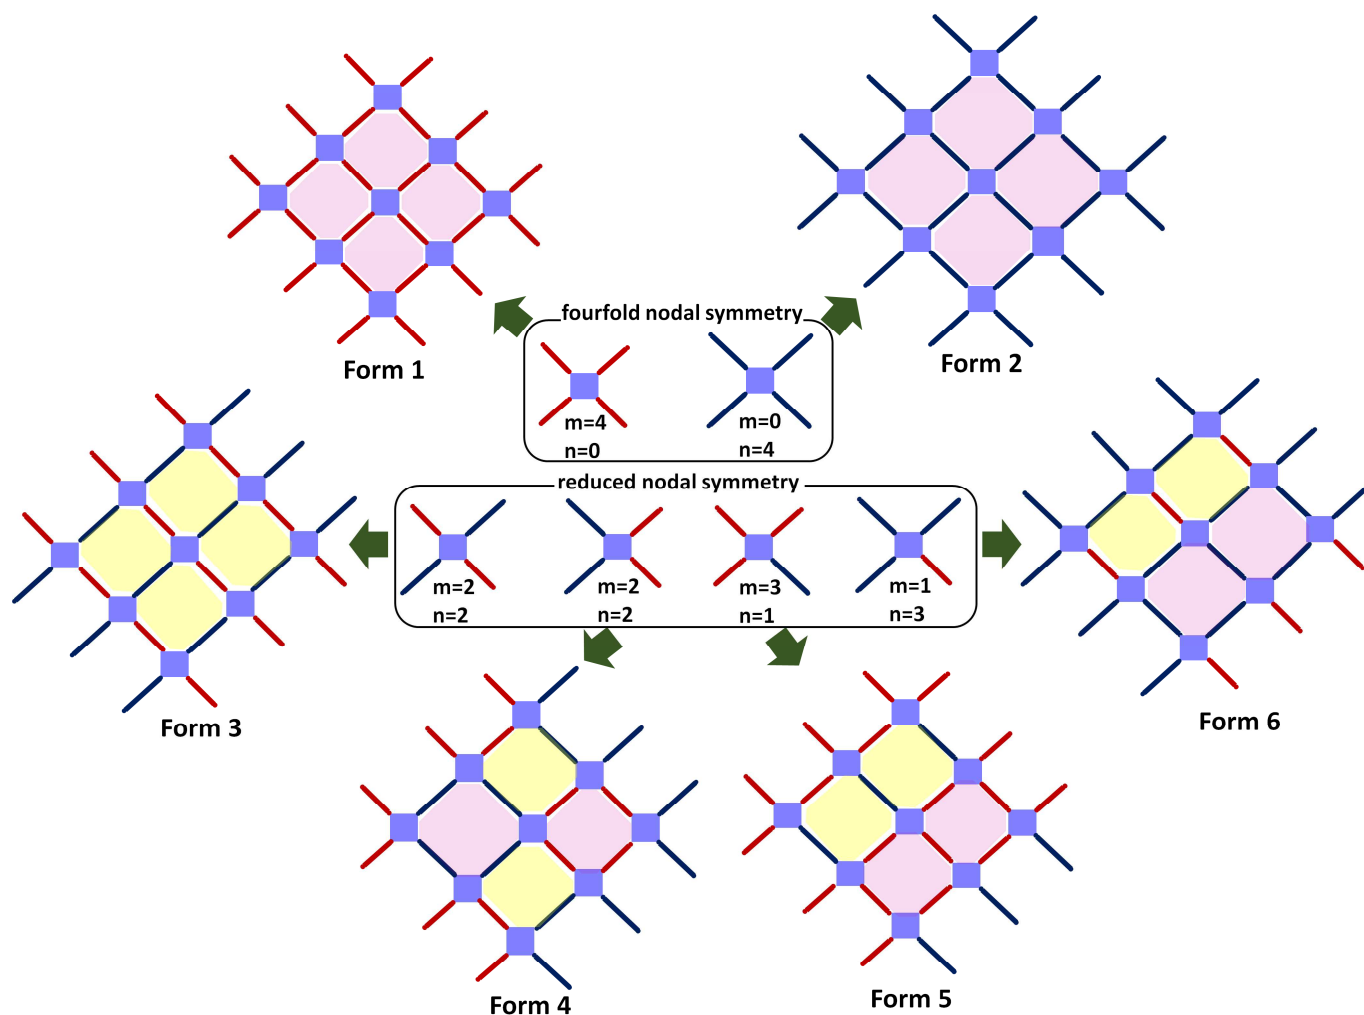 Form 1
Form 2
fourfold nodal symmetry
m=4
n=0
m=0
n=4
reduced nodal symmetry
m=2
n=2
m=2
n=2
m=3
n=1
m=1
n=3
Form 3
Form 6
Form 4
Form 5